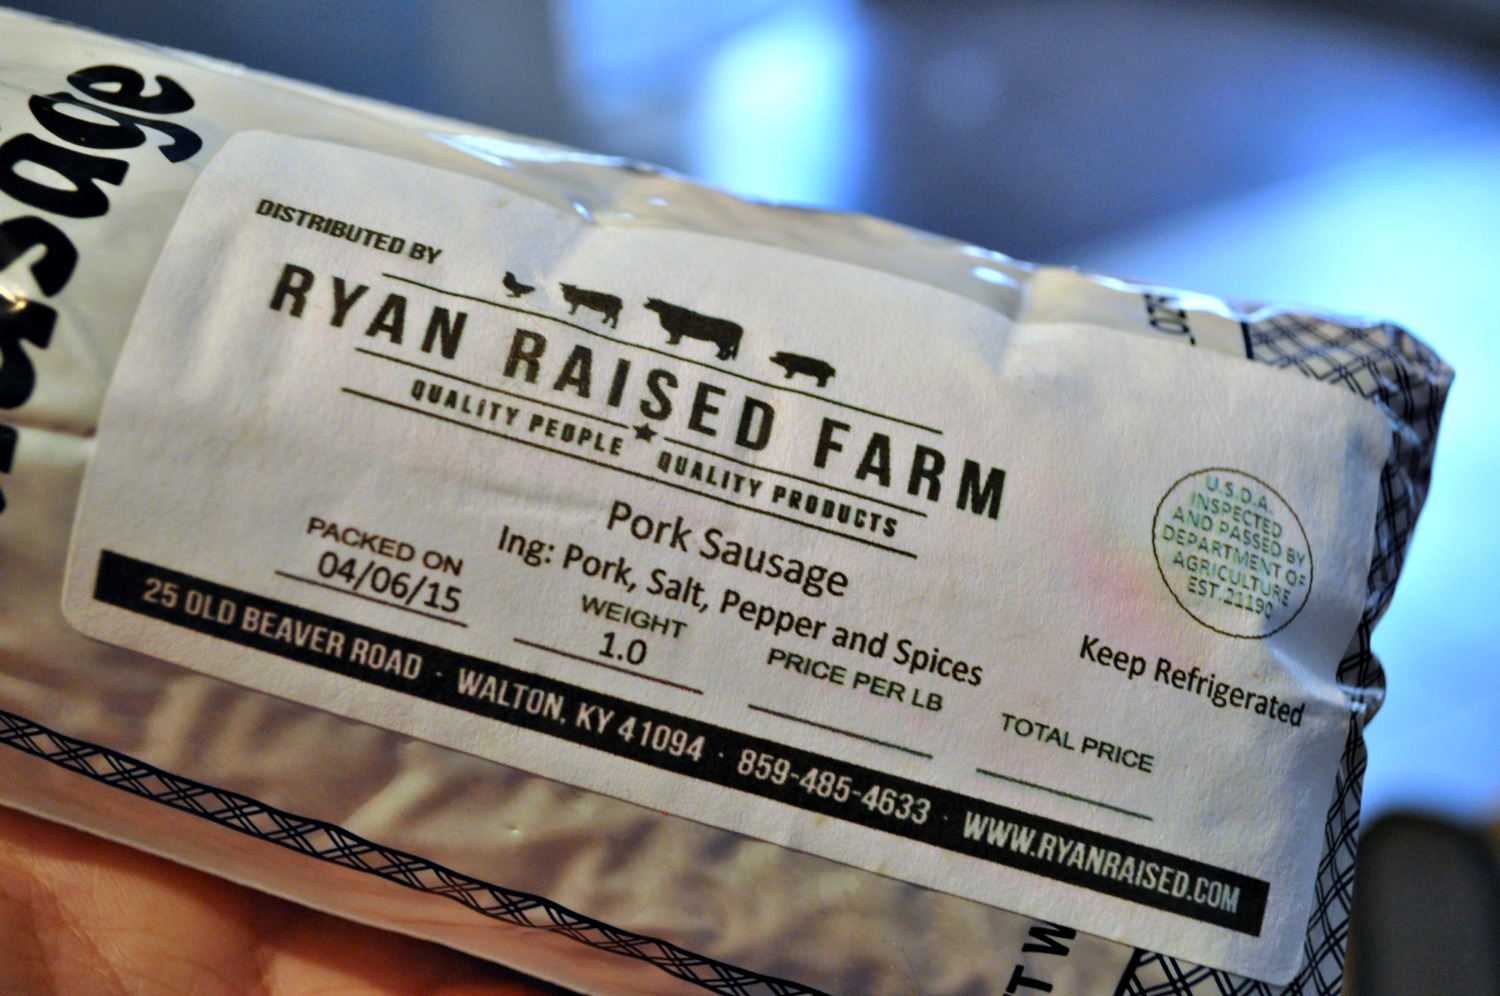 usage
DISTRIBUTED BY
RYAN RAISED FARM
QUALITY PEOPLE ★ QUALITY PRODUCTS
Pork Sausage
Ing: Pork, Salt, Pepper and Spices
PACKED ON
04/06/15
WEIGHT
1.0
PRICE PER LB
TOTAL PRICE
U.S.D.A.
INSPECTED
AND PASSED BY
DEPARTMENT OF
AGRICULTURE
EST.21190
Keep Refrigerated
25 OLD BEAVER ROAD · WALTON, KY 41094 · 859-485-4633 · WWW.RYANRAISED.COM
T W